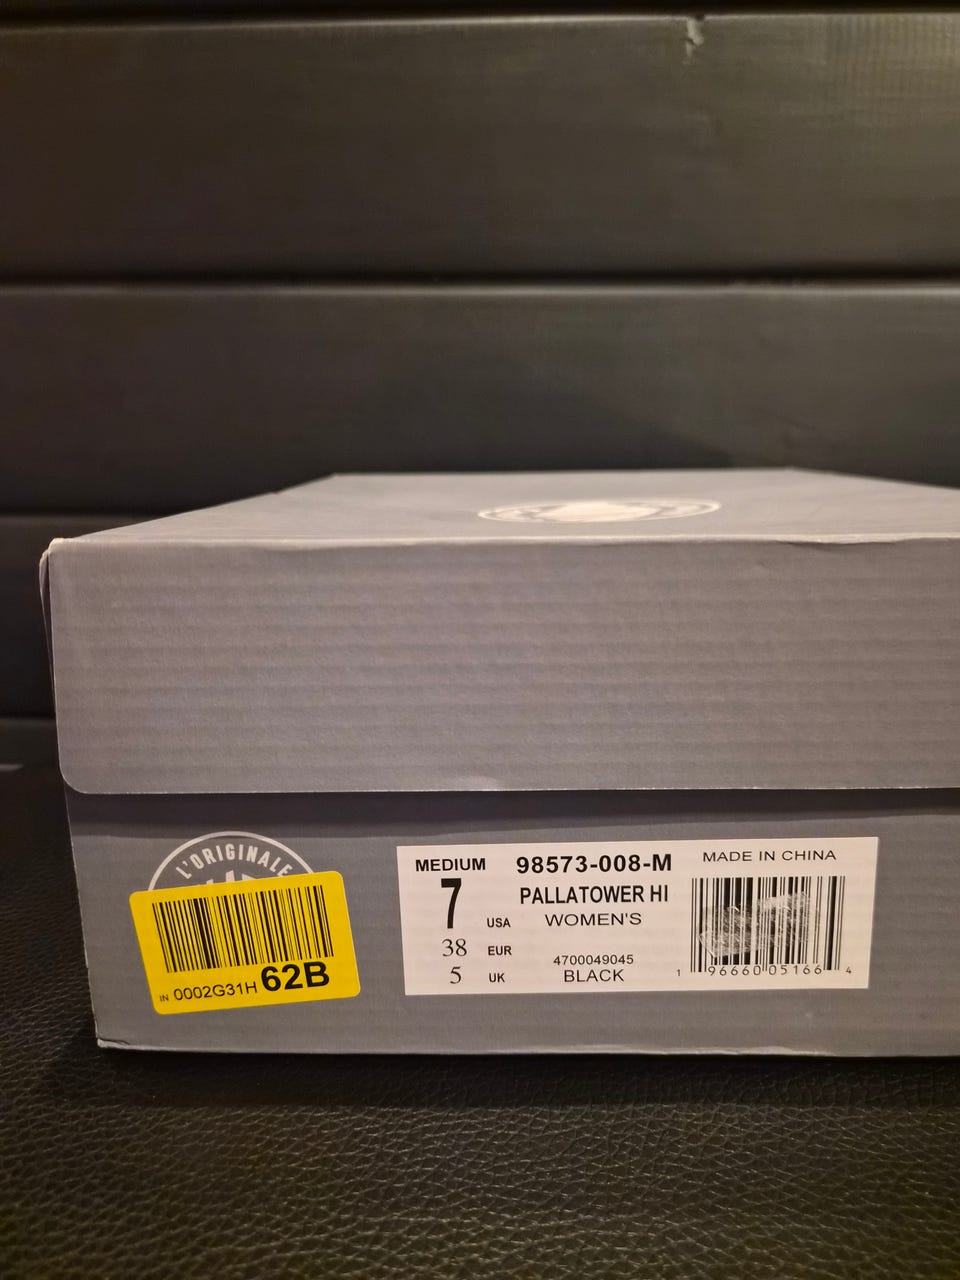 L'ORIGINALE
IN 0002G31H 62B
MEDIUM
7 USA
38 EUR
5 UK
98573-008-M
PALLATOWER HI
WOMEN'S
4700049045
BLACK
MADE IN CHINA
1 96660 05166 4